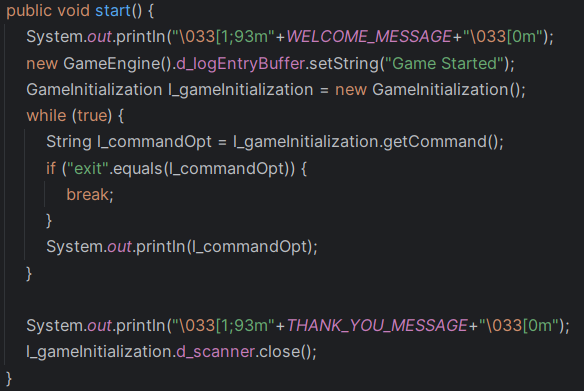 public void start() {
System.out.println("\033[1;93m"+WELCOME_MESSAGE+"\033[0m");
new GameEngine().d_logEntryBuffer.setString("Game Started");
GameInitialization l_gameInitialization = new GameInitialization();
while (true) {
String l_commandOpt = l_gameInitialization.getCommand();
if ("exit".equals(l_commandOpt)) {
break;
}
System.out.println(l_commandOpt);
}
System.out.println("\033[1;93m"+THANK_YOU_MESSAGE+"\033[0m");
l_gameInitialization.d_scanner.close();
}